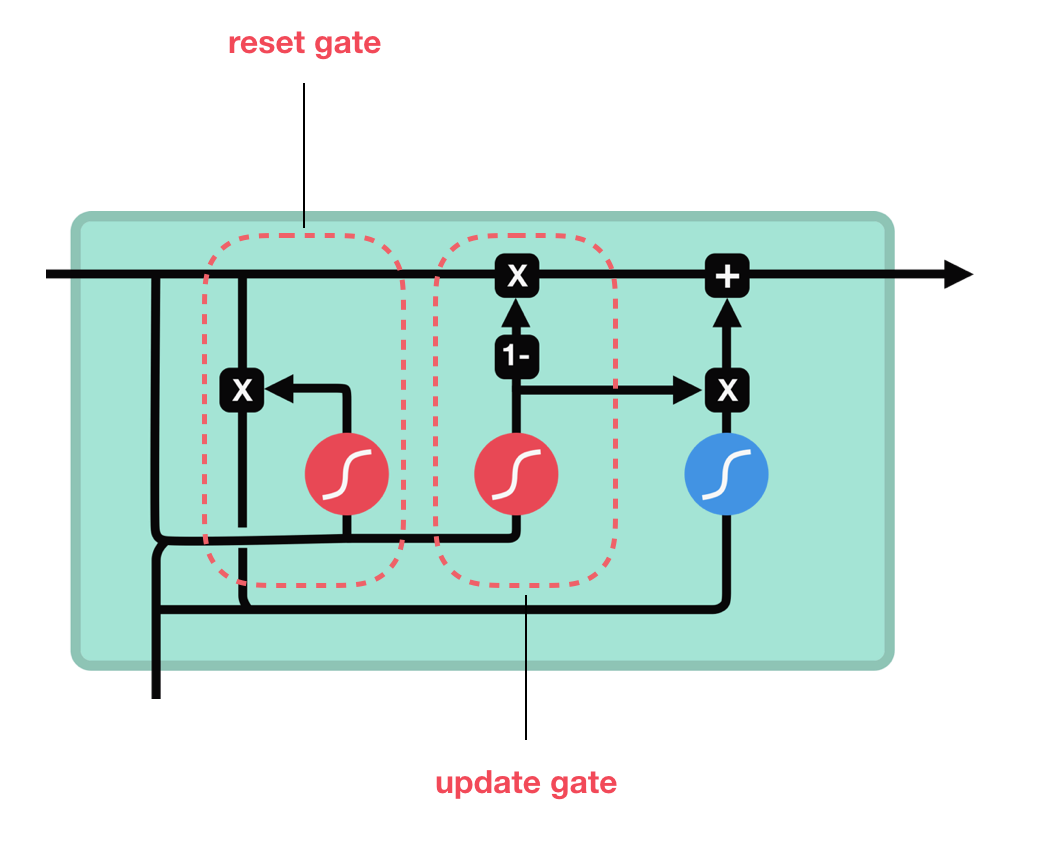 reset gate
X
+
1-
X
X
update gate